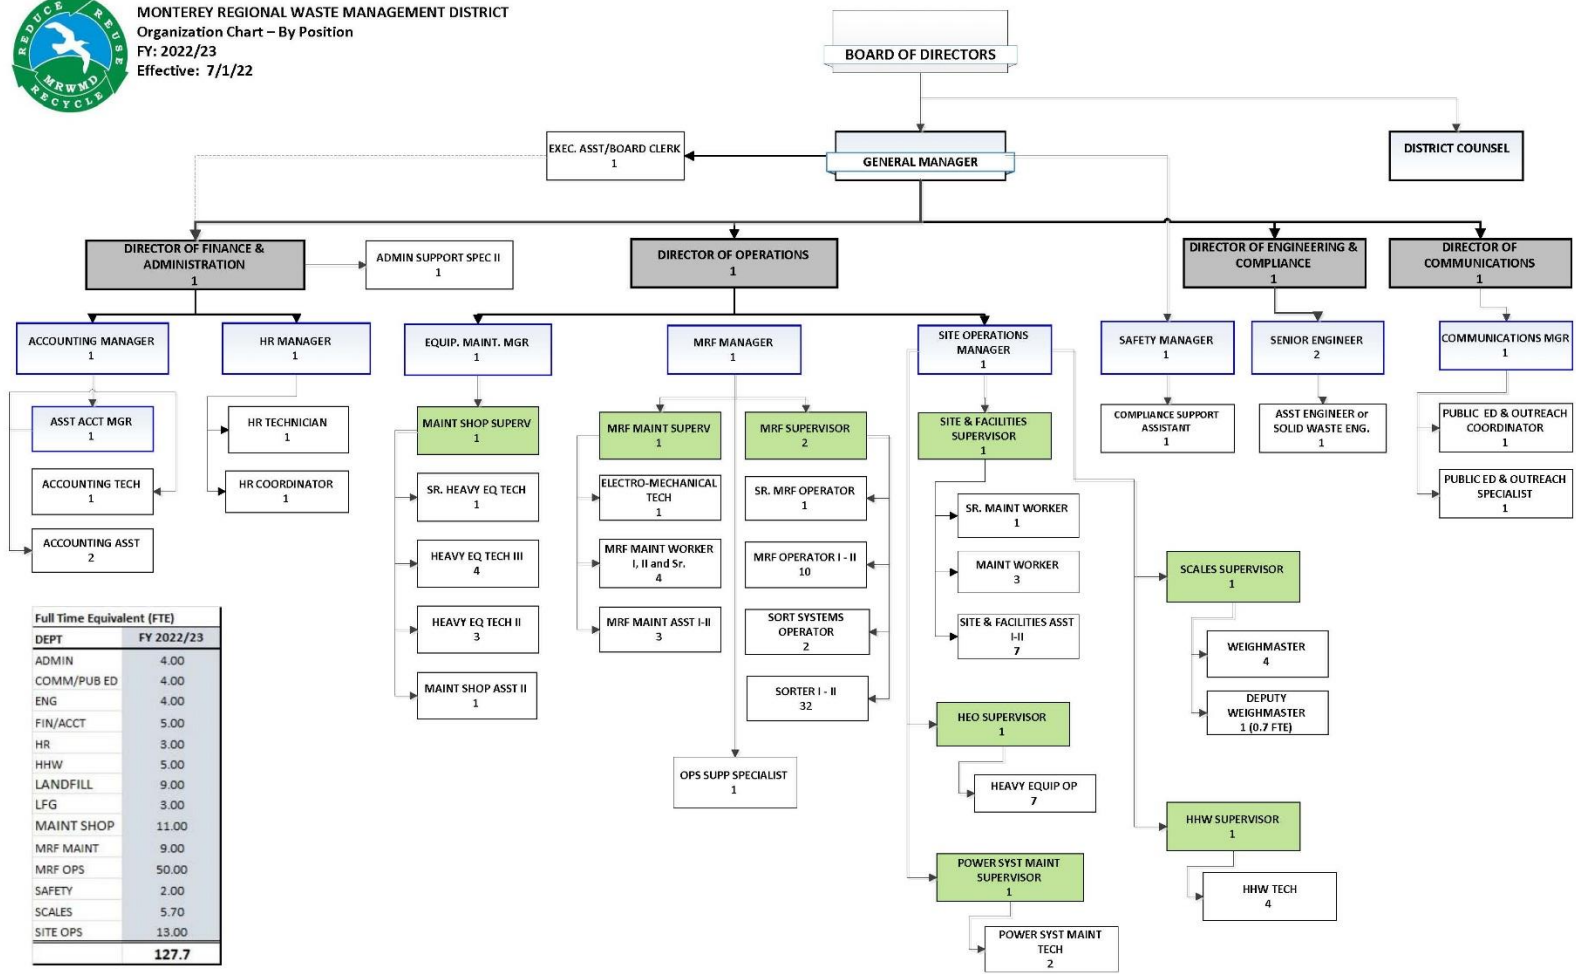 REDUCE
REUSE
MRWMD
RECYCLE
MONTEREY REGIONAL WASTE MANAGEMENT DISTRICT
Organization Chart – By Position
FY: 2022/23
Effective: 7/1/22
BOARD OF DIRECTORS
EXEC. ASST/BOARD CLERK
1
GENERAL MANAGER
DISTRICT COUNSEL
DIRECTOR OF FINANCE &
ADMINISTRATION
1
ADMIN SUPPORT SPEC II
1
DIRECTOR OF OPERATIONS
1
DIRECTOR OF ENGINEERING &
COMPLIANCE
1
DIRECTOR OF
COMMUNICATIONS
1
ACCOUNTING MANAGER
1
HR MANAGER
1
EQUIP. MAINT. MGR
1
MRF MANAGER
1
SITE OPERATIONS
MANAGER
1
SAFETY MANAGER
1
SENIOR ENGINEER
2
COMMUNICATIONS MGR
1
ASST ACCT MGR
1
ACCOUNTING TECH
1
ACCOUNTING ASST
2
HR TECHNICIAN
1
HR COORDINATOR
1
MAINT SHOP SUPERV
1
SR. HEAVY EQ TECH
1
HEAVY EQ TECH III
4
HEAVY EQ TECH II
3
MAINT SHOP ASST II
1
MRF MAINT SUPERV
1
ELECTRO-MECHANICAL
TECH
1
MRF MAINT WORKER
I, II and Sr.
4
MRF MAINT ASST I-II
3
MRF SUPERVISOR
2
SR. MRF OPERATOR
1
MRF OPERATOR I - II
10
SORT SYSTEMS
OPERATOR
2
SORTER I - II
32
OPS SUPP SPECIALIST
1
SITE & FACILITIES
SUPERVISOR
1
SR. MAINT WORKER
1
MAINT WORKER
3
SITE & FACILITIES ASST
I-II
7
HEO SUPERVISOR
1
HEAVY EQUIP OP
7
POWER SYST MAINT
SUPERVISOR
1
POWER SYST MAINT
TECH
2
COMPLIANCE SUPPORT
ASSISTANT
1
ASST ENGINEER or
SOLID WASTE ENG.
1
PUBLIC ED & OUTREACH
COORDINATOR
1
PUBLIC ED & OUTREACH
SPECIALIST
1
SCALES SUPERVISOR
1
WEIGHMASTER
4
DEPUTY
WEIGHMASTER
1 (0.7 FTE)
HHW SUPERVISOR
1
HHW TECH
4
Full Time Equivalent (FTE)
DEPT FY 2022/23
ADMIN 4.00
COMM/PUB ED 4.00
ENG 4.00
FIN/ACCT 5.00
HR 3.00
HHW 5.00
LANDFILL 9.00
LFG 3.00
MAINT SHOP 11.00
MRF MAINT 9.00
MRF OPS 50.00
SAFETY 2.00
SCALES 5.70
SITE OPS 13.00
127.7